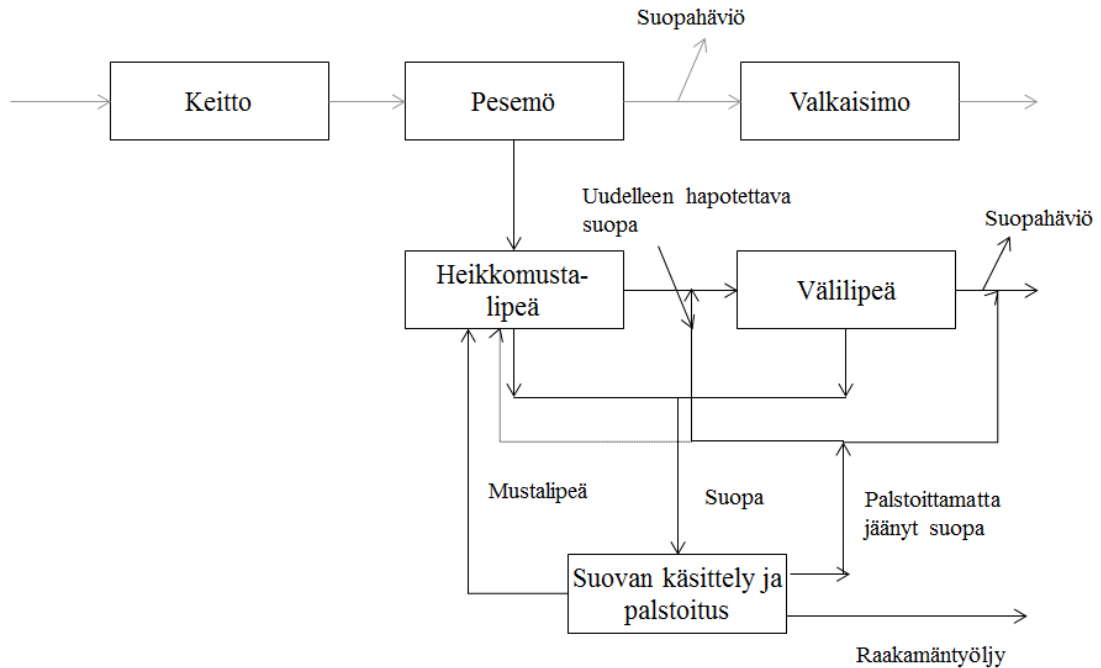 Suopahäviö
Keitto
Pesemö
Valkaisimo
Uudelleen hapotettava
suopa
Suopahäviö
Heikkomusta-
lipeä
Välilipeä
Mustalipeä
Suopa
Palstoittamatta
jäänyt suopa
Suovan käsittely ja
palstoitus
Raakamäntyöljy